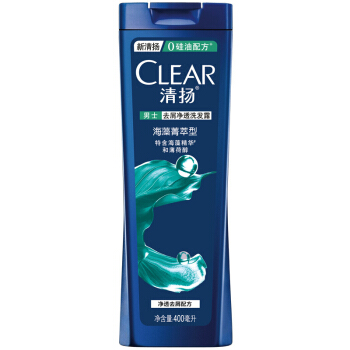 新清扬 0硅油配方*
CLEAR
清扬®
男士 去屑净透洗发露
海藻菁萃型
特含海藻精华#
和薄荷醇
净透去屑配方
净含量:400毫升